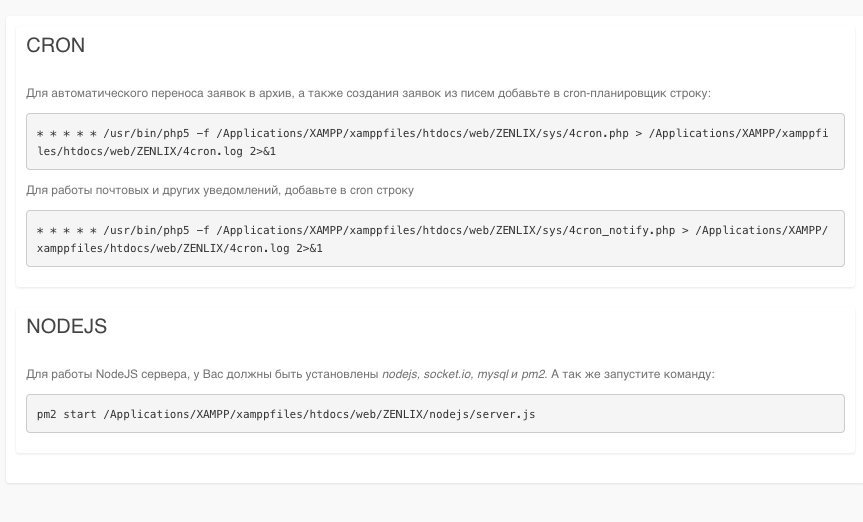 CRON
Для автоматического переноса заявок в архив, а также создания заявок из писем добавьте в cron-планировщик строку:
* * * * * /usr/bin/php5 -f /Applications/XAMPP/xamppfiles/htdocs/web/ZENLIX/sys/4cron.php > /Applications/XAMPP/xamppfi
les/htdocs/web/ZENLIX/4cron.log 2>&1
Для работы почтовых и других уведомлений, добавьте в cron строку
* * * * * /usr/bin/php5 -f /Applications/XAMPP/xamppfiles/htdocs/web/ZENLIX/sys/4cron_notify.php > /Applications/XAMPP/
xamppfiles/htdocs/web/ZENLIX/4cron.log 2>&1
NODEJS
Для работы NodeJS сервера, у Вас должны быть установлены nodejs, socket.io, mysql и pm2. А так же запустите команду:
pm2 start /Applications/XAMPP/xamppfiles/htdocs/web/ZENLIX/nodejs/server.js